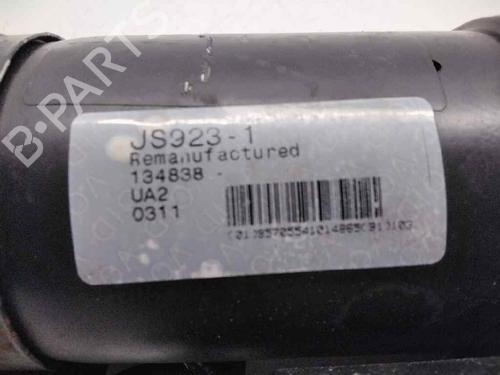 B-PARTS
JS923-1
Remanufactured
134838 -
UA2
0311